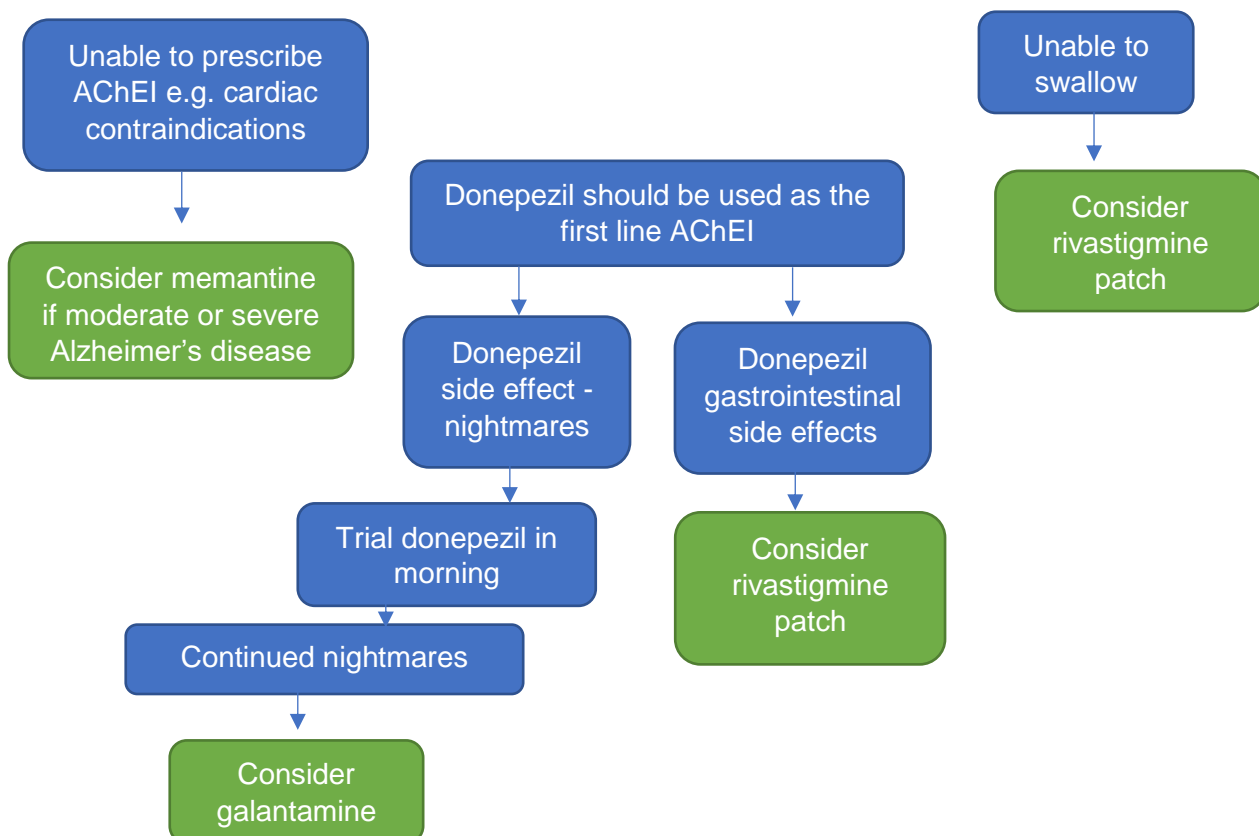 Unable to prescribe
AChEI e.g. cardiac
contraindications
Consider memantine
if moderate or severe
Alzheimer’s disease
Donepezil should be used as the
first line AChEI
Donepezil
side effect -
nightmares
Trial donepezil in
morning
Continued nightmares
Consider
galantamine
Donepezil
gastrointestinal
side effects
Consider
rivastigmine
patch
Unable to
swallow
Consider
rivastigmine
patch